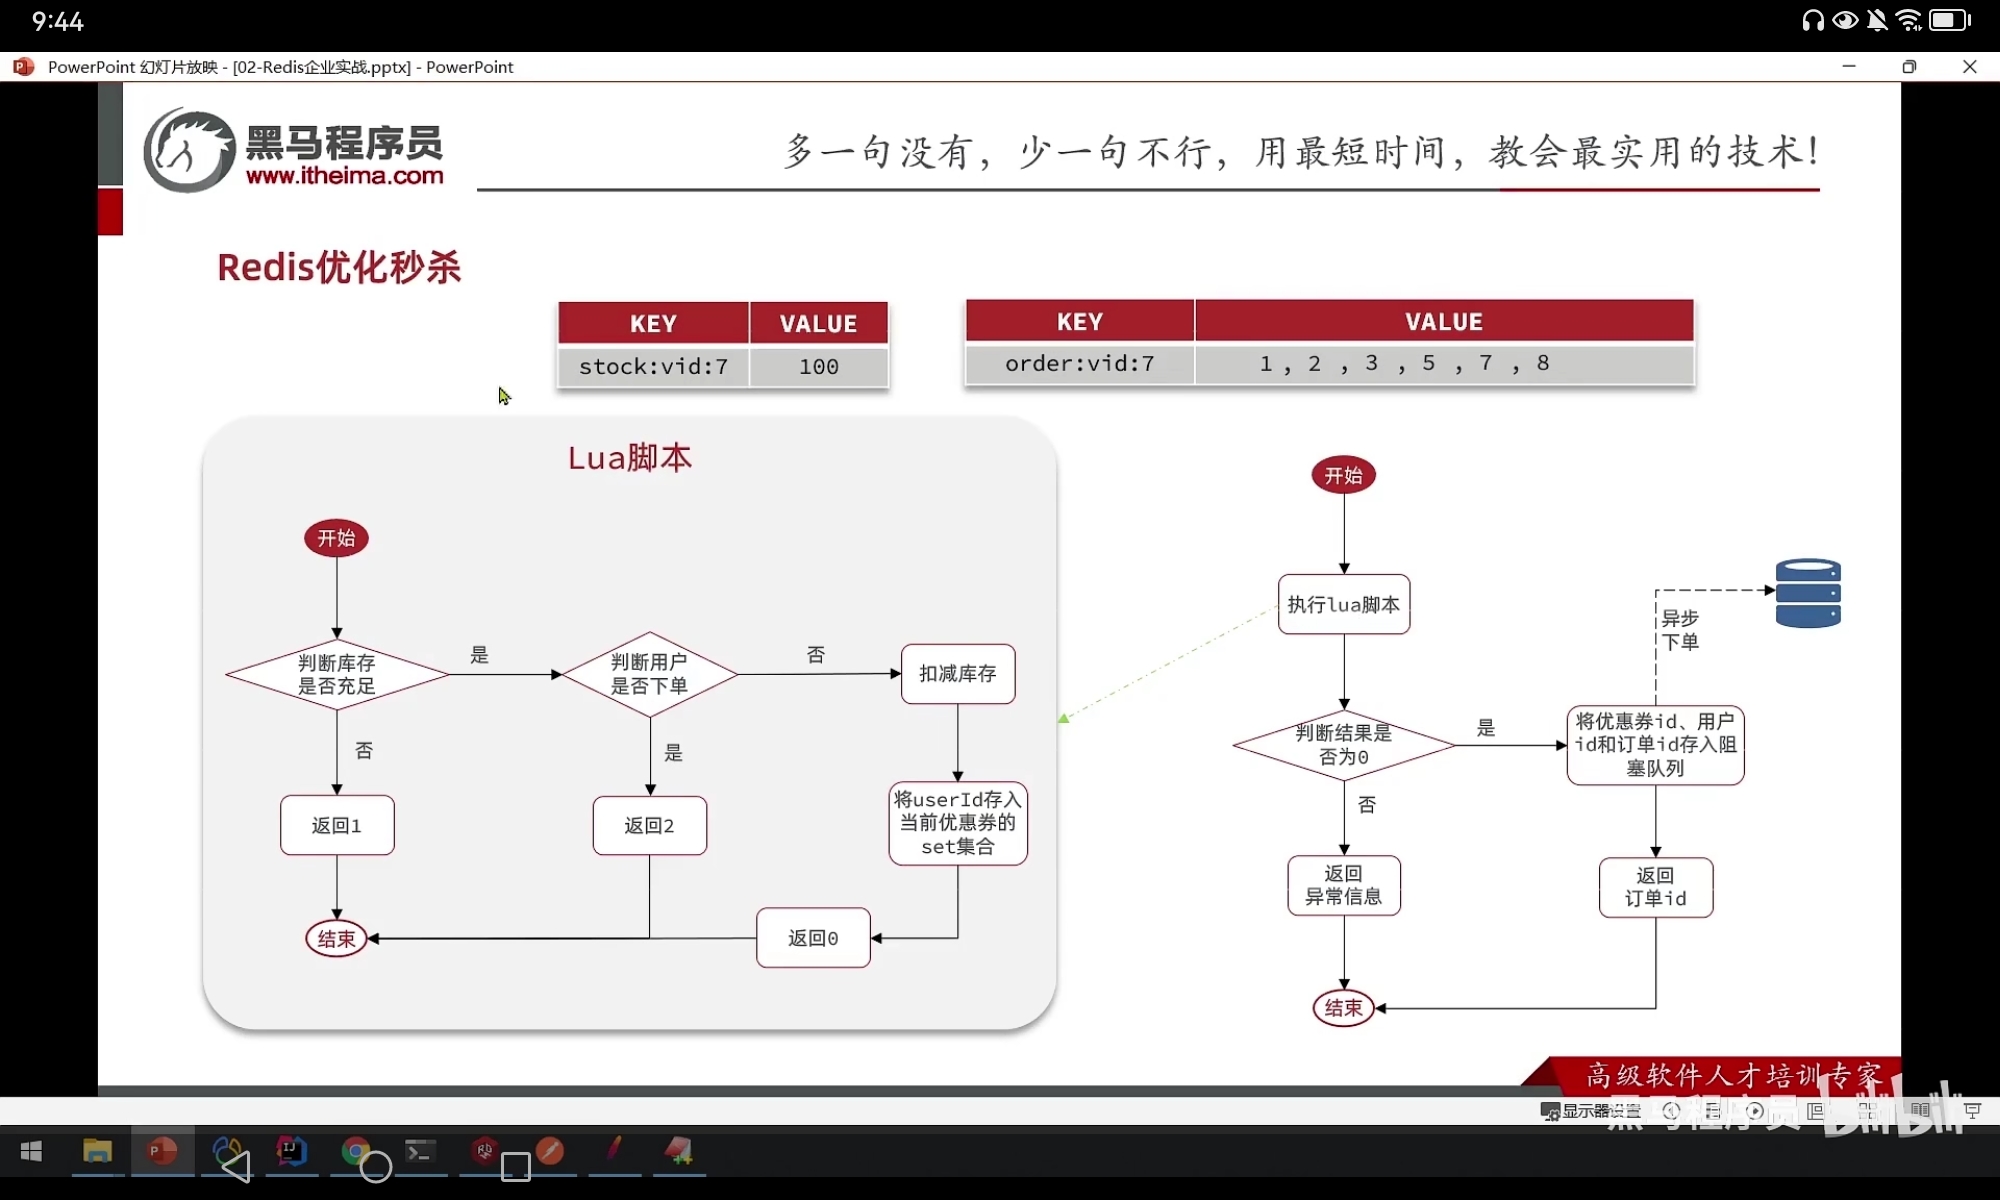 9:44
PowerPoint 幻灯片放映 - [02-Redis企业实战.pptx] - PowerPoint
黑马程序员
www.itheima.com
多一句没有，少一句不行，用最短时间，教会最实用的技术！
Redis优化秒杀
KEY VALUE
stock:vid:7 100
KEY VALUE
order:vid:7 1 , 2 , 3 , 5 , 7 , 8
Lua脚本
开始
判断库存
是否充足
是
判断用户
是否下单
否
扣减库存
否
是
返回1
返回2
将userId存入
当前优惠券的
set集合
结束
返回0
开始
执行lua脚本
异步
下单
判断结果是
否为0
是
将优惠券id、用户
id和订单id存入阻
塞队列
否
返回
异常信息
返回
订单id
结束
高级软件人才培训专家
显示器设置
黑马程序员 bilibili